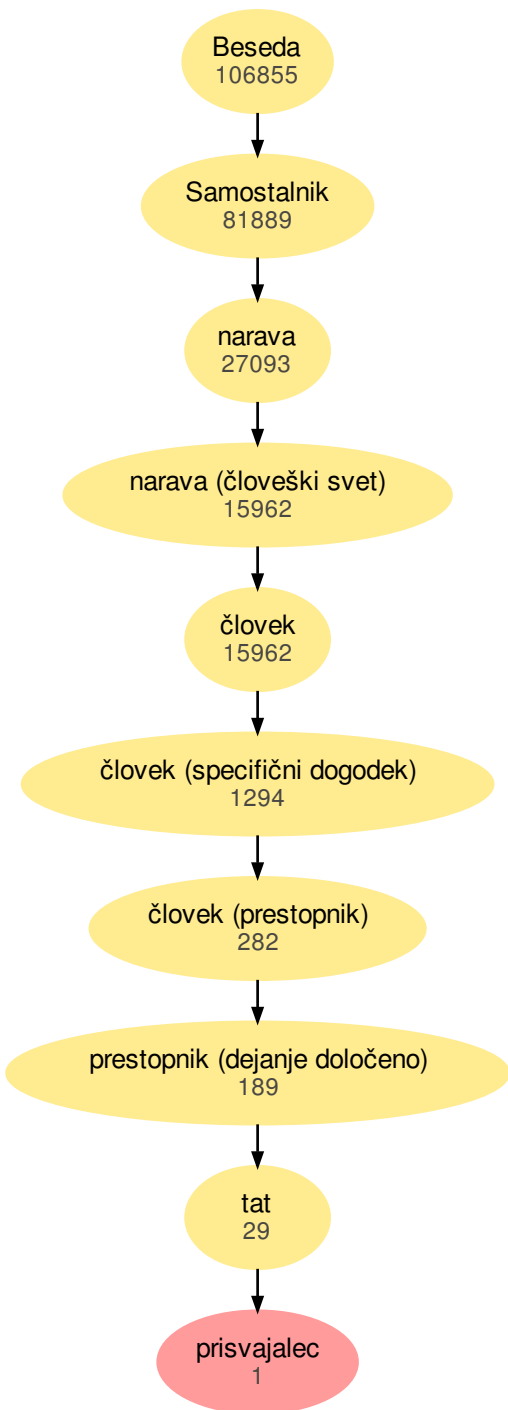 Beseda
106855
Samostalnik
81889
narava
27093
narava (človeški svet)
15962
človek
15962
človek (specifični dogodek)
1294
človek (prestopnik)
282
prestopnik (dejanje določeno)
189
tat
29
prisvajalec
1